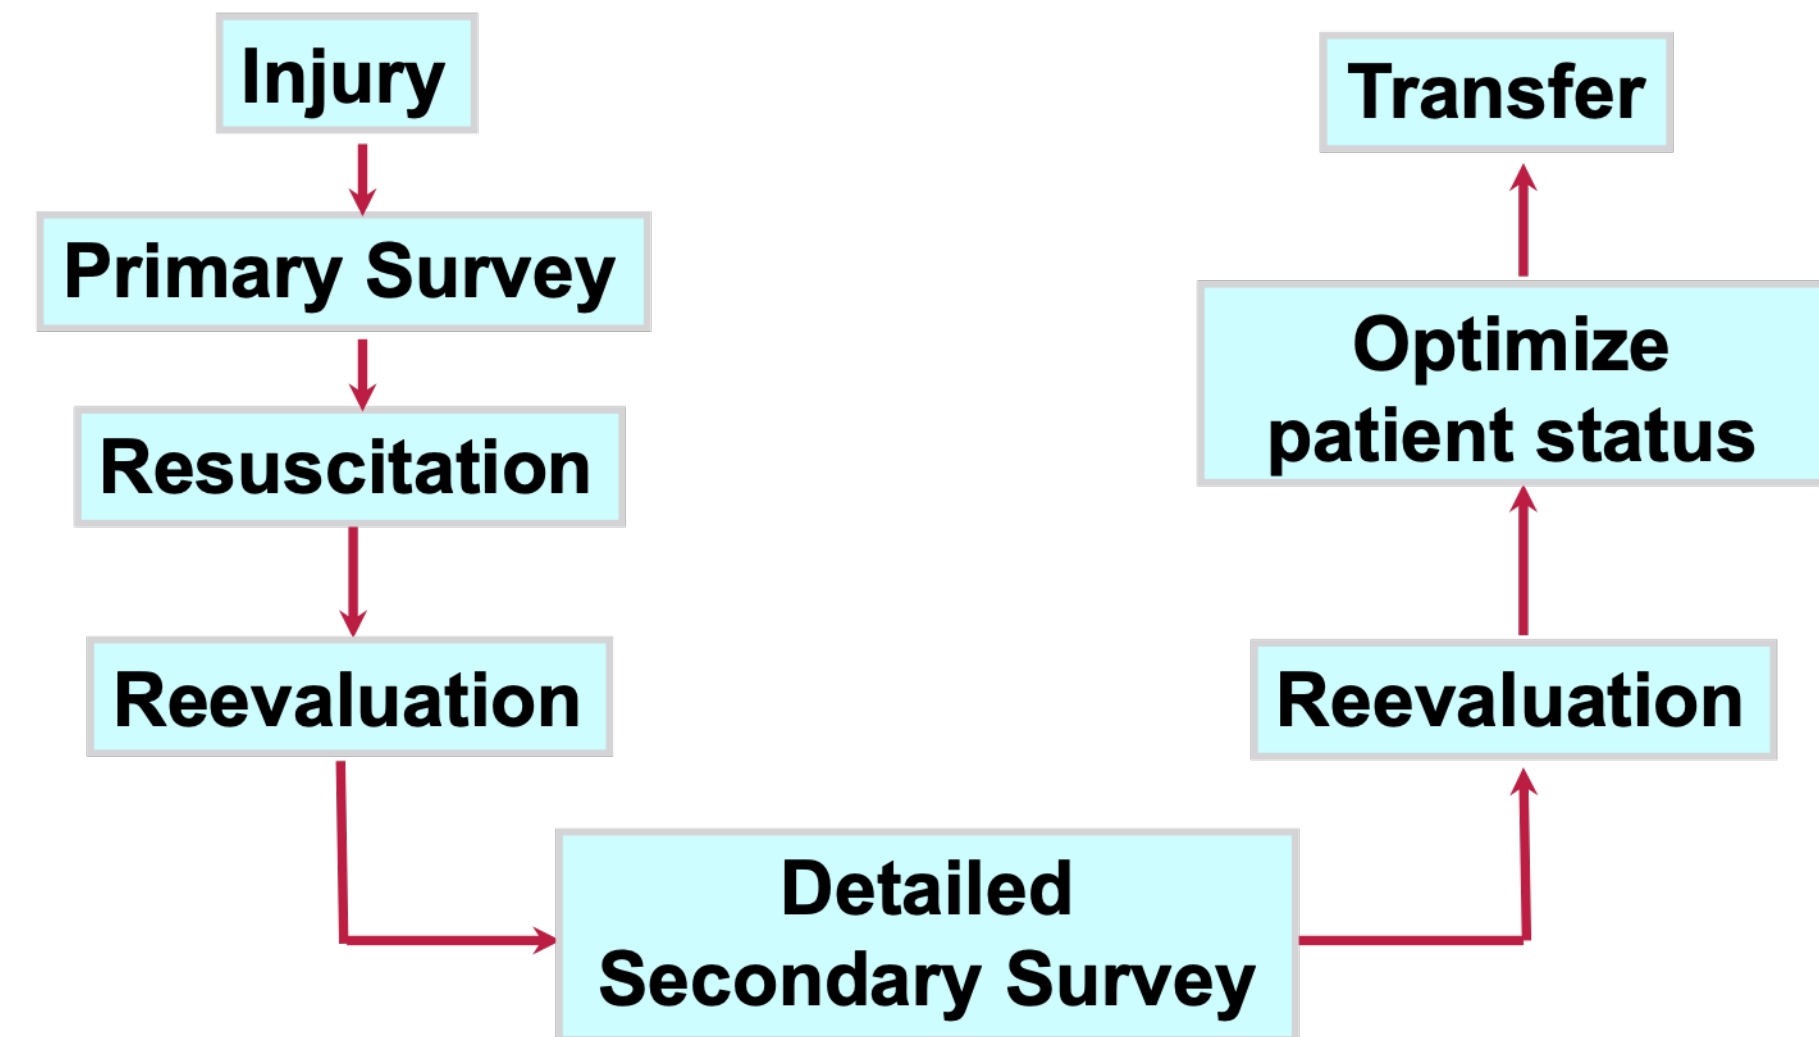 Injury
Primary Survey
Resuscitation
Reevaluation
Detailed
Secondary Survey
Reevaluation
Optimize
patient status
Transfer